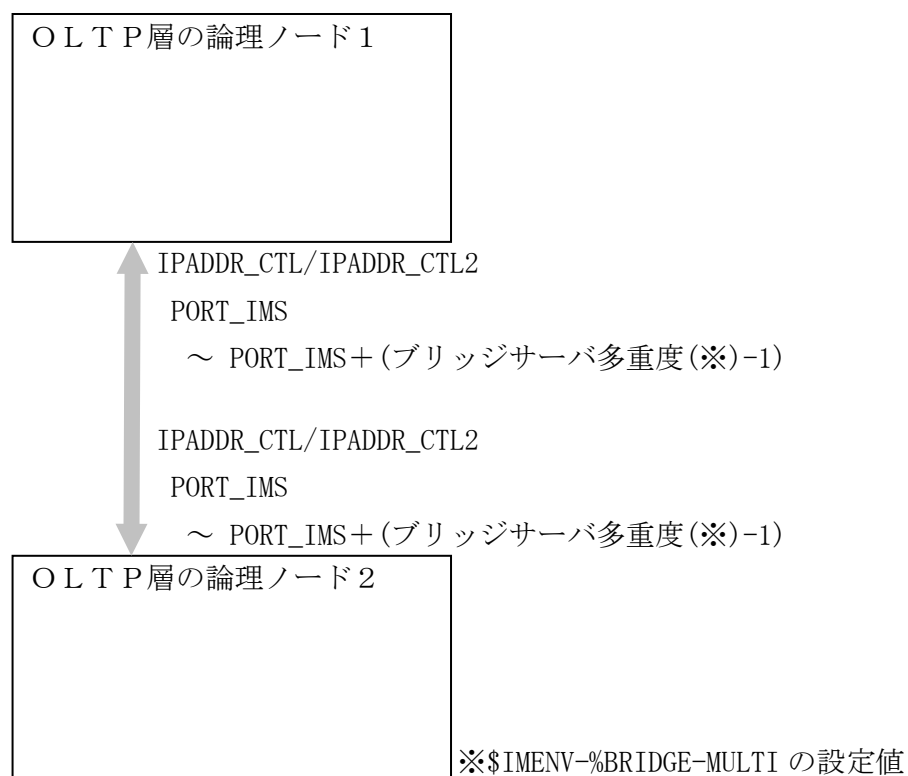 ＯＬＴＰ層の論理ノード１
IPADDR_CTL/IPADDR_CTL2
PORT_IMS
～ PORT_IMS＋(ブリッジサーバ多重度(※)-1)
IPADDR_CTL/IPADDR_CTL2
PORT_IMS
～ PORT_IMS＋(ブリッジサーバ多重度(※)-1)
ＯＬＴＰ層の論理ノード２
※$IMENV-%BRIDGE-MULTI の設定値